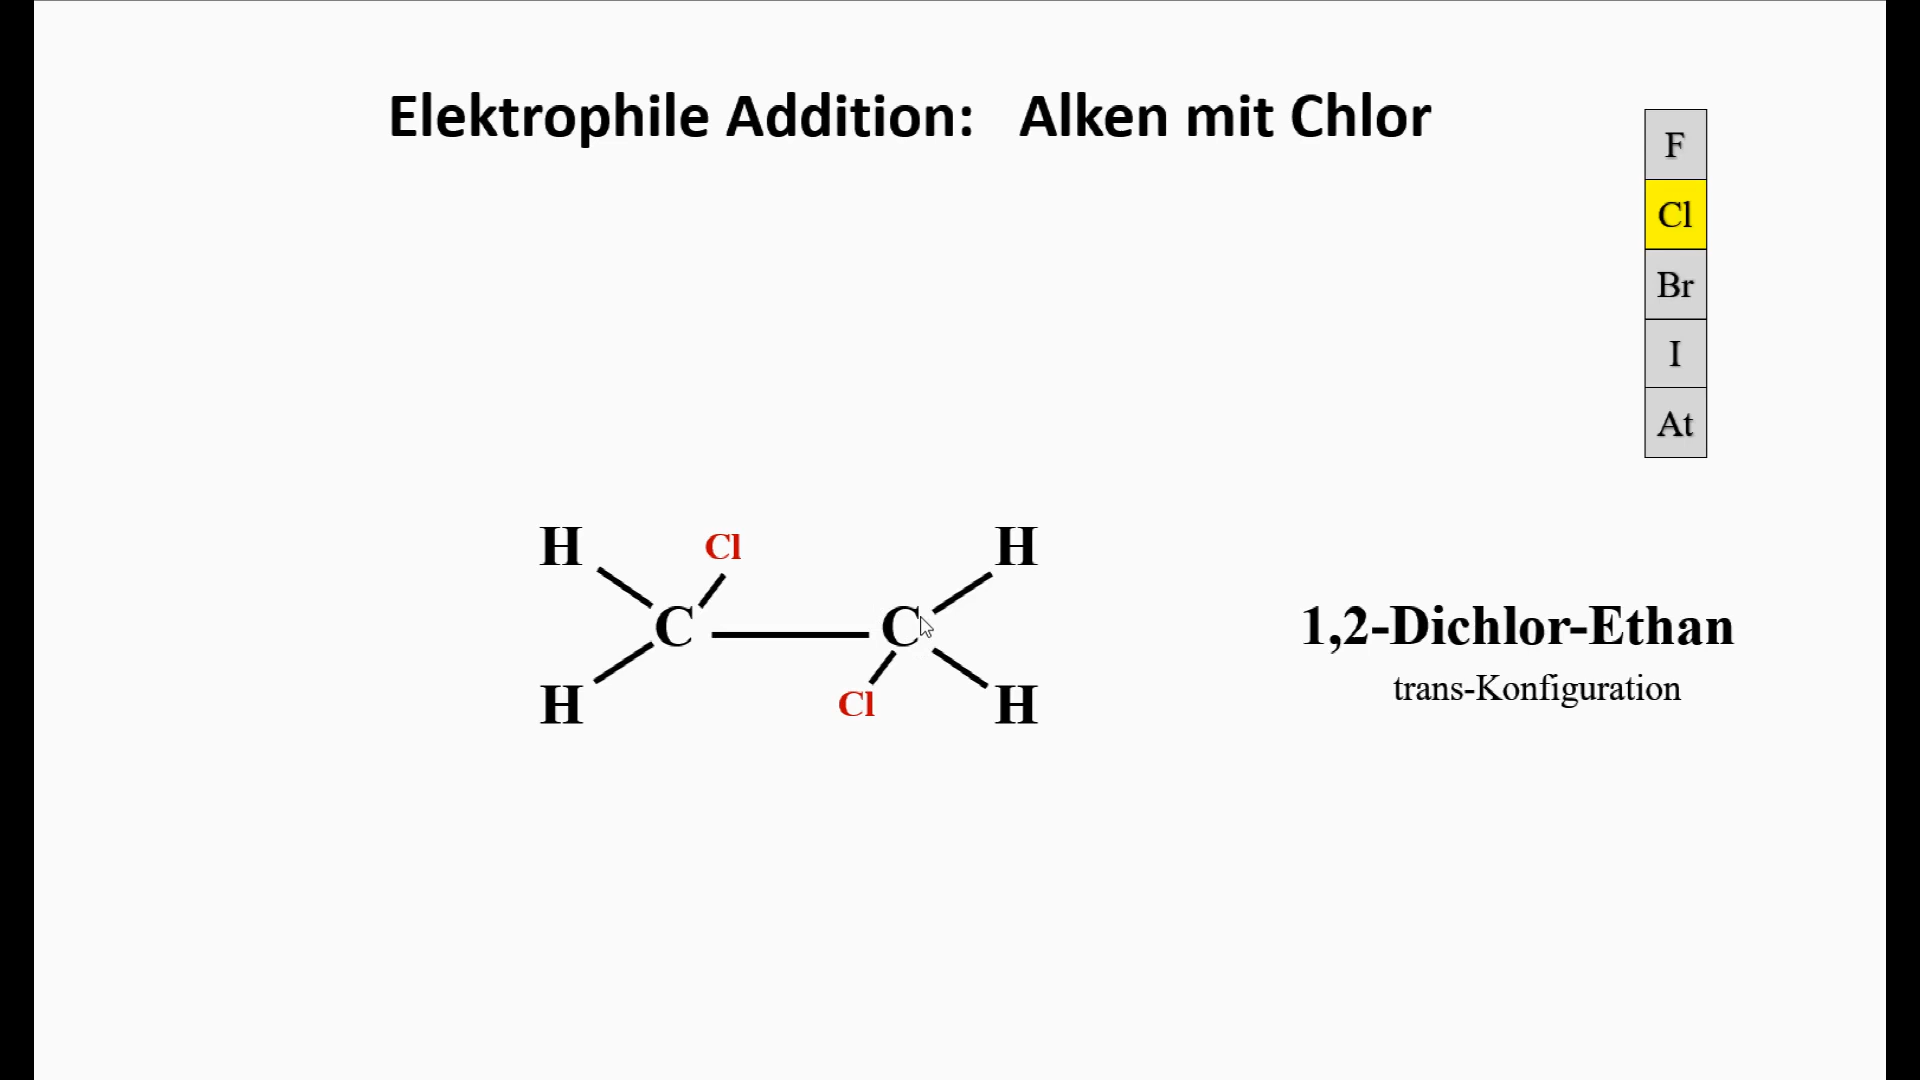 Elektrophile Addition: Alken mit Chlor
F
Cl
Br
I
At
H Cl H
C C
H Cl H
1,2-Dichlor-Ethan
trans-Konfiguration